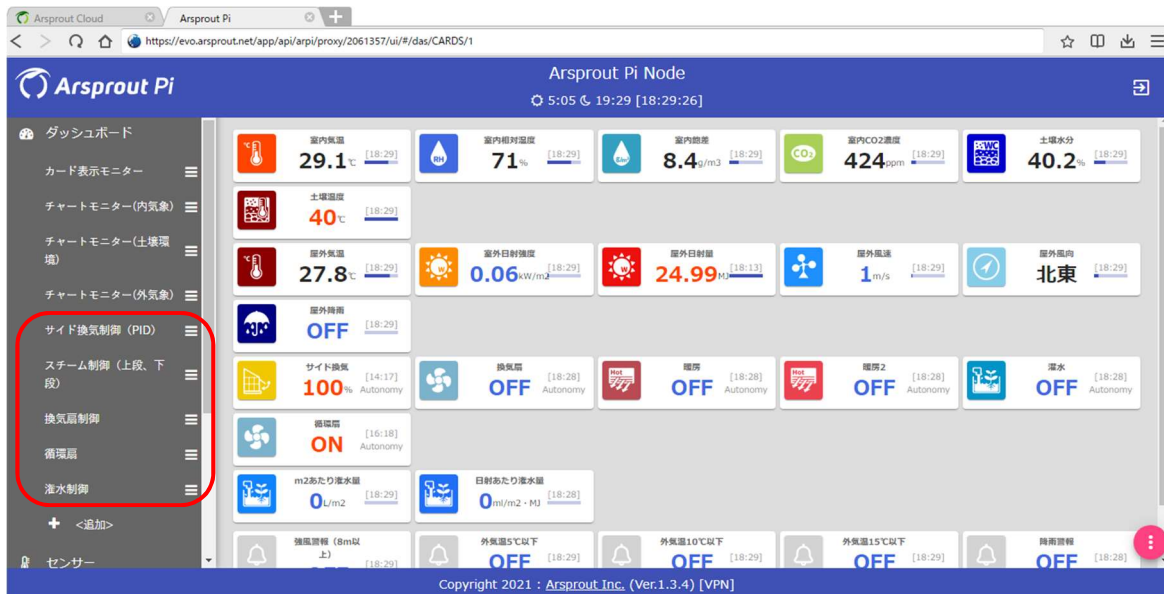 Arsprout Cloud
Arsprout Pi
https://evo.arsprout.net/app/api/arpi/proxy/2061357/ui/#/das/CARDS/1
Arsprout Pi
Arsprout Pi Node
5:05 19:29 [18:29:26]
ダッシュボード
カード表示モニター
チャートモニター(内気象)
チャートモニター(土壌環
境)
チャートモニター(外気象)
サイド換気制御（PID）
スチーム制御（上段、下
段）
換気扇制御
循環扇
潅水制御
<追加>
センサー
℃
室内気温
29.1℃ [18:29]
RH
室内相対湿度
71% [18:29]
室内飽差
8.4g/m3 [18:29]
CO2
室内CO2濃度
424ppm [18:29]
WC
土壌水分
40.2% [18:29]
土壌温度
40℃ [18:29]
℃
屋外気温
27.8℃ [18:29]
W
室外日射強度
0.06kW/m2 [18:29]
W
屋外日射量
24.99MJ [18:13]
屋外風速
1m/s [18:29]
屋外風向
北東 [18:29]
屋外降雨
OFF [18:29]
サイド換気
100% [14:17]
Autonomy
換気扇
OFF [18:28]
Autonomy
Hot
暖房
OFF [18:28]
Autonomy
Hot
暖房2
OFF [18:28]
Autonomy
潅水
OFF [18:28]
Autonomy
循環扇
ON [16:18]
Autonomy
m2あたり潅水量
0L/m2 [18:29]
日射あたり潅水量
0ml/m2・MJ [18:28]
強風警報（8m以
上）
[18:29]
外気温5℃以下
OFF [18:29]
外気温10℃以下
OFF [18:29]
外気温15℃以下
OFF [18:29]
降雨警報
OFF [18:28]
Copyright 2021 : Arsprout Inc. (Ver.1.3.4) [VPN]